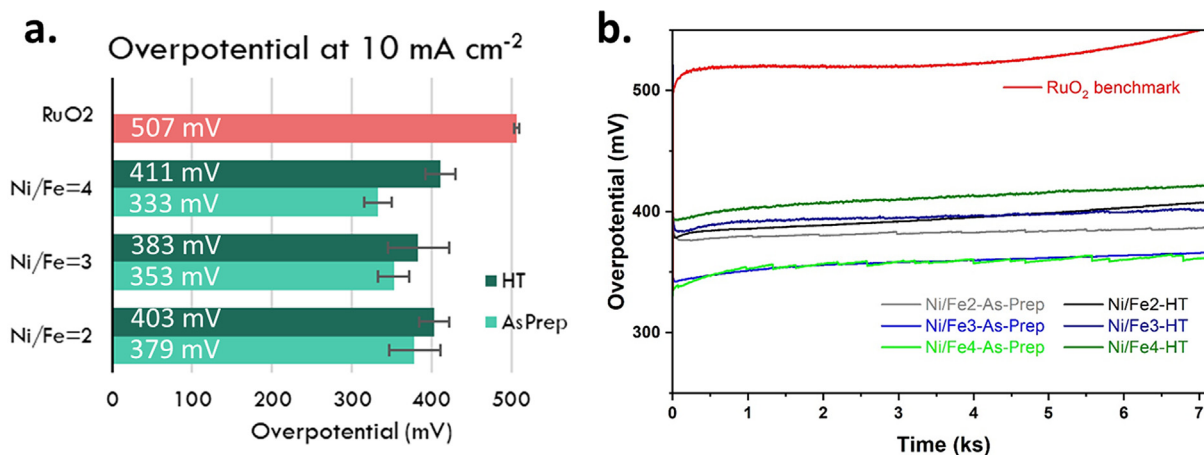 a.
Overpotential at 10 mA cm⁻²
RuO2
507 mV
Ni/Fe=4
411 mV
333 mV
Ni/Fe=3
383 mV
353 mV
Ni/Fe=2
403 mV
379 mV
HT
AsPrep
0 100 200 300 400 500
Overpotential (mV)
b.
RuO₂ benchmark
500
400
300
Overpotential (mV)
Ni/Fe2-As-Prep Ni/Fe2-HT
Ni/Fe3-As-Prep Ni/Fe3-HT
Ni/Fe4-As-Prep Ni/Fe4-HT
0 1 2 3 4 5 6 7
Time (ks)